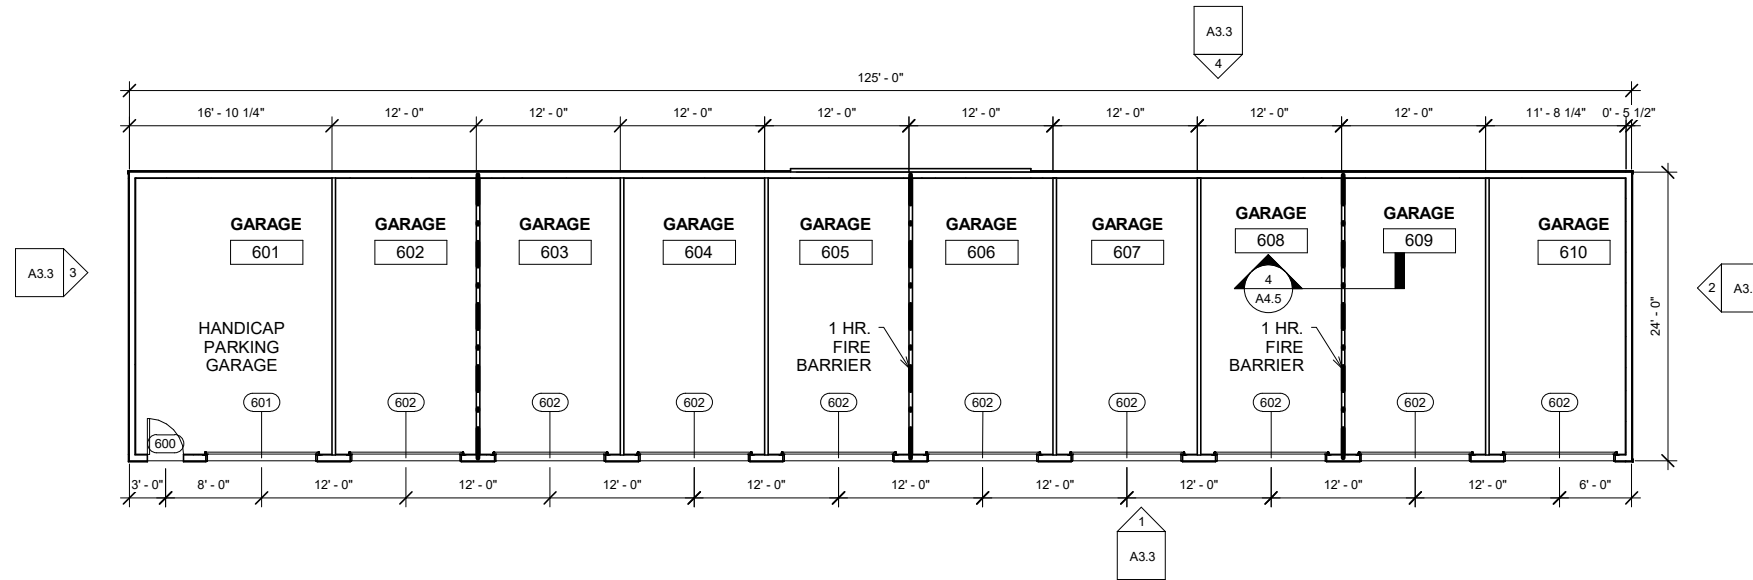 A3.3
4
125' - 0"
16' - 10 1/4"
12' - 0"
12' - 0"
12' - 0"
12' - 0"
12' - 0"
12' - 0"
12' - 0"
12' - 0"
11' - 8 1/4"
0' - 5 1/2"
GARAGE
601
GARAGE
602
GARAGE
603
GARAGE
604
GARAGE
605
GARAGE
606
GARAGE
607
GARAGE
608
GARAGE
609
GARAGE
610
A3.3
3
4
A4.5
2
A3.
24' - 0"
HANDICAP
PARKING
GARAGE
1 HR.
FIRE
BARRIER
1 HR.
FIRE
BARRIER
601
602
602
602
602
602
602
602
602
602
600
3' - 0"
8' - 0"
12' - 0"
12' - 0"
12' - 0"
12' - 0"
12' - 0"
12' - 0"
12' - 0"
12' - 0"
12' - 0"
6' - 0"
1
A3.3